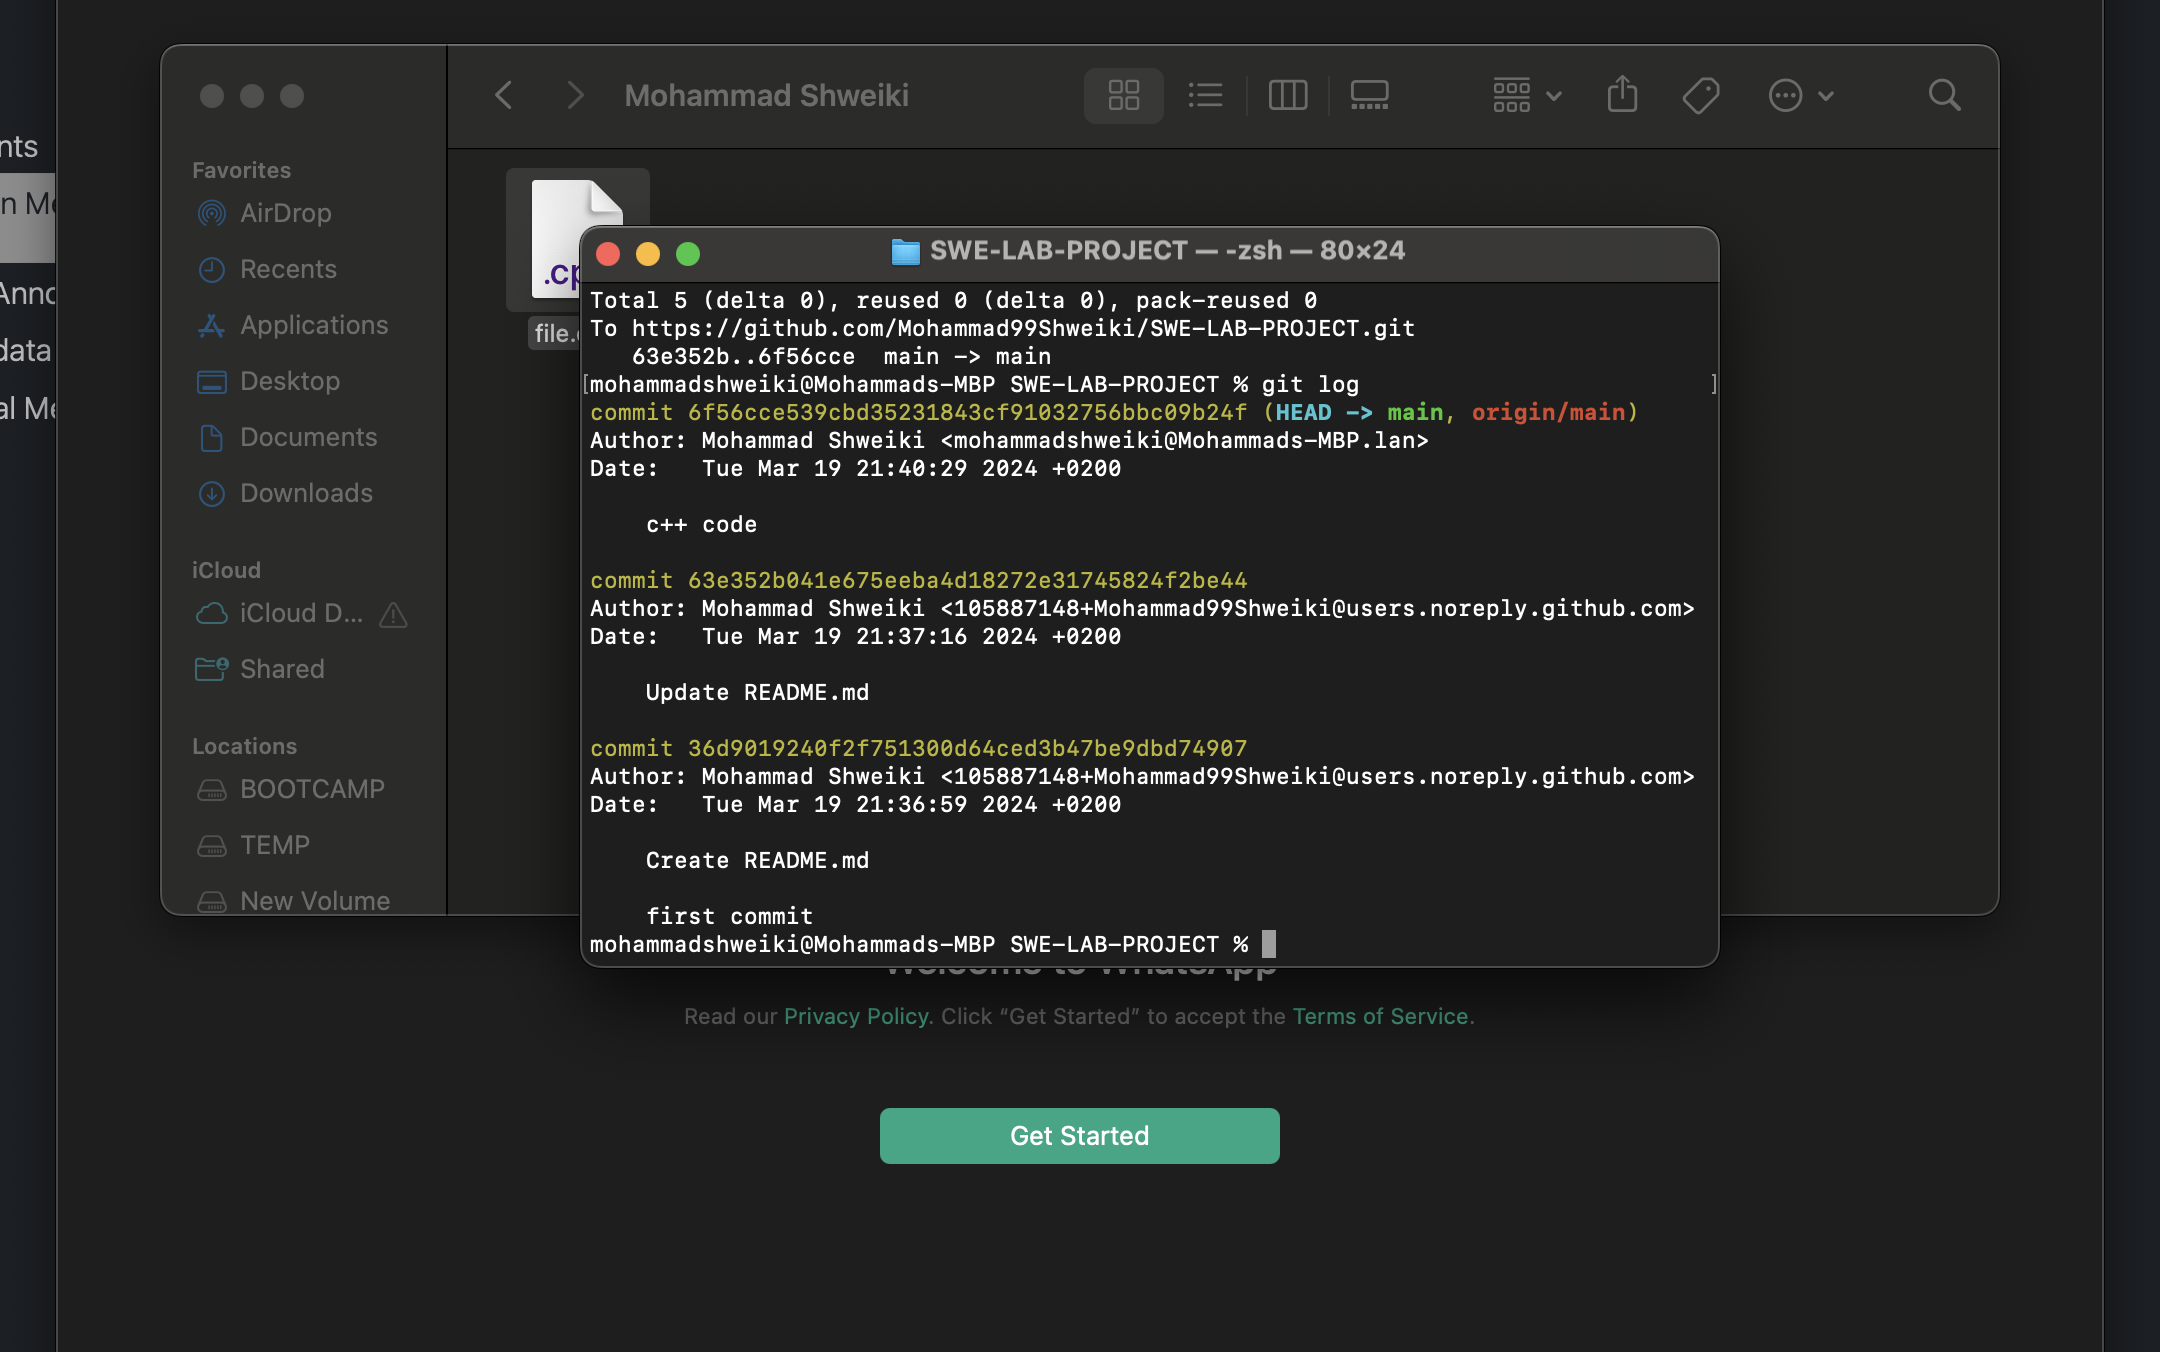 nts
n Mo
Anno
data
al Me
Mohammad Shweiki
Favorites
AirDrop
Recents
Applications
Desktop
Documents
Downloads
iCloud
iCloud D...
Shared
Locations
BOOTCAMP
TEMP
New Volume
.cp
file.
SWE-LAB-PROJECT — -zsh — 80×24
Total 5 (delta 0), reused 0 (delta 0), pack-reused 0
To https://github.com/Mohammad99Shweiki/SWE-LAB-PROJECT.git
63e352b..6f56cce  main -> main
[mohammadshweiki@Mohammads-MBP SWE-LAB-PROJECT % git log ]
commit 6f56cce539cbd35231843cf91032756bbc09b24f (HEAD -> main, origin/main)
Author: Mohammad Shweiki <mohammadshweiki@Mohammads-MBP.lan>
Date:   Tue Mar 19 21:40:29 2024 +0200
c++ code
commit 63e352b041e675eeba4d18272e31745824f2be44
Author: Mohammad Shweiki <105887148+Mohammad99Shweiki@users.noreply.github.com>
Date:   Tue Mar 19 21:37:16 2024 +0200
Update README.md
commit 36d9019240f2f751300d64ced3b47be9dbd74907
Author: Mohammad Shweiki <105887148+Mohammad99Shweiki@users.noreply.github.com>
Date:   Tue Mar 19 21:36:59 2024 +0200
Create README.md
first commit
mohammadshweiki@Mohammads-MBP SWE-LAB-PROJECT %
Welcome to WhatsApp
Read our Privacy Policy. Click “Get Started” to accept the Terms of Service.
Get Started